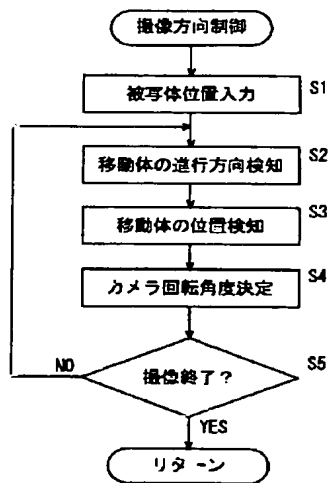 撮像方向制御
被写体位置入力
S1
移動体の進行方向検知
S2
移動体の位置検知
S3
カメラ回転角度決定
S4
撮像終了?
S5
NO
YES
リターン